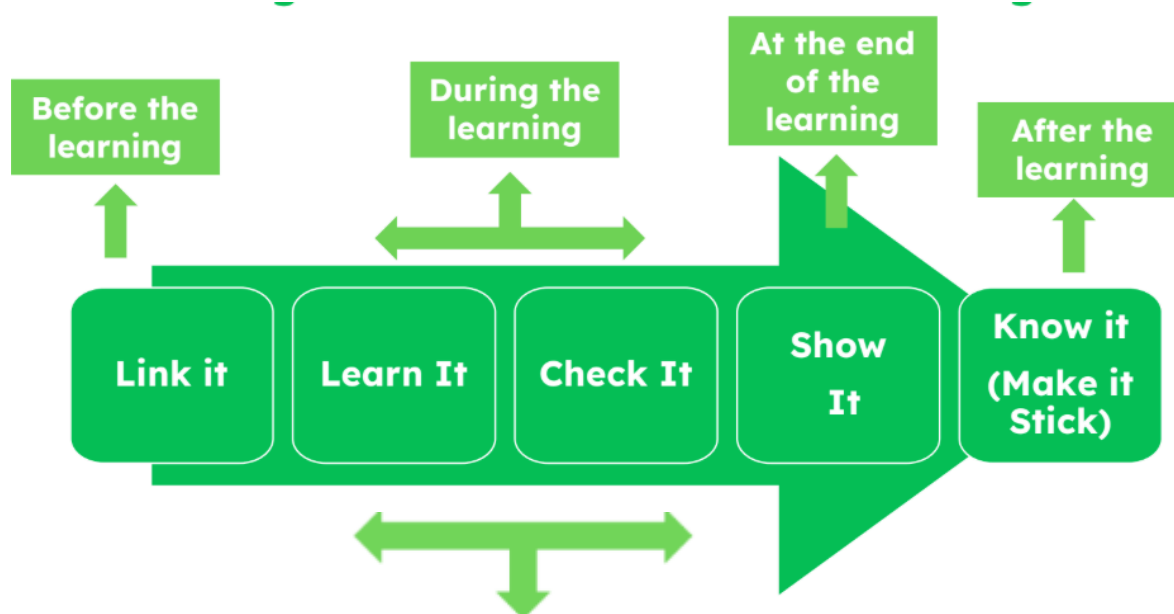 Before the
learning
During the
learning
At the end
of the
learning
After the
learning
Link it
Learn It
Check It
Show
It
Know it
(Make it
Stick)